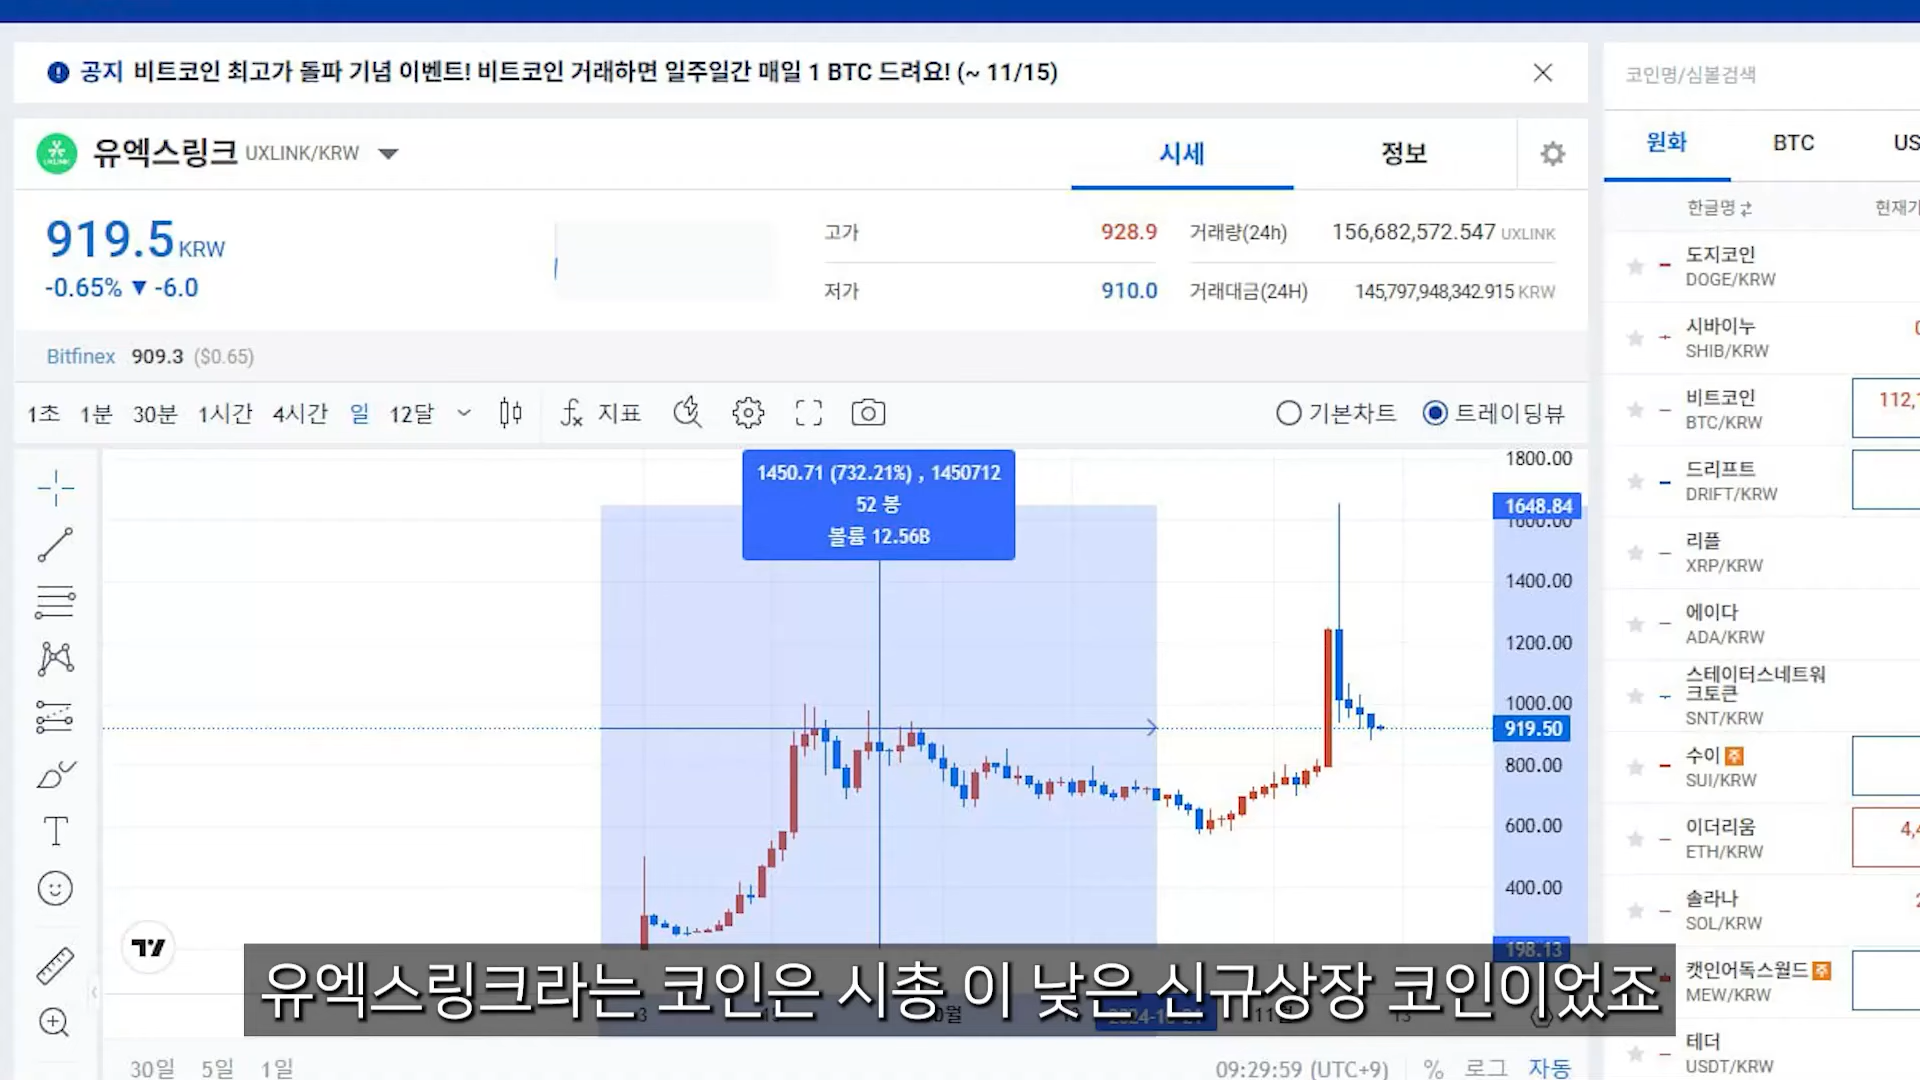 공지 비트코인 최고가 돌파 기념 이벤트! 비트코인 거래하면 일주일간 매일 1 BTC 드려요! (~ 11/15)
코인명/심볼검색
유엑스링크 UXLINK/KRW
시세 정보
원화 BTC US
919.5 KRW
-0.65% ▼ -6.0
고가 928.9
저가 910.0
거래량(24h) 156,682,572.547 UXLINK
거래대금(24H) 145,797,948,342.915 KRW
Bitfinex 909.3 ($0.65)
1초 1분 30분 1시간 4시간 일 12달 지표
기본차트 트레이딩뷰
1450.71 (732.21%) , 1450712
52 봉
볼륨 12.56B
1800.00
1648.84
1600.00
1400.00
1200.00
1000.00
919.50
800.00
600.00
400.00
198.13
유엑스링크라는 코인은 시총 이 낮은 신규상장 코인이었죠
30일 5일 1일
09:29:59 (UTC+9) % 로그 자동
한글명 현재가
도지코인
DOGE/KRW
시바이누
SHIB/KRW
비트코인
BTC/KRW
112,1
드리프트
DRIFT/KRW
리플
XRP/KRW
에이다
ADA/KRW
스테이터스네트워
크토큰
SNT/KRW
수이 주
SUI/KRW
이더리움
ETH/KRW
4,4
솔라나
SOL/KRW
캣인어독스월드 주
MEW/KRW
테더
USDT/KRW